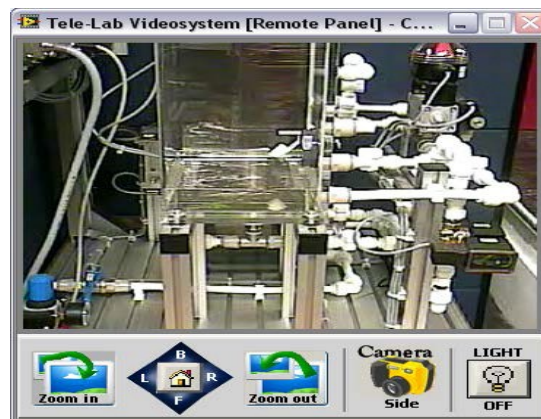 Tele-Lab Videosystem [Remote Panel] - C...
Zoom in
B
L
R
F
Zoom out
Camera
Side
LIGHT
OFF